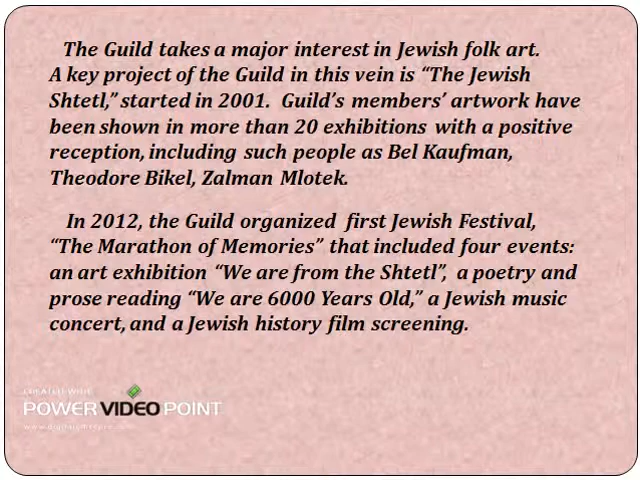 The Guild takes a major interest in Jewish folk art.
A key project of the Guild in this vein is “The Jewish
Shtetl,” started in 2001. Guild’s members’ artwork have
been shown in more than 20 exhibitions with a positive
reception, including such people as Bel Kaufman,
Theodore Bikel, Zalman Mlotek.
In 2012, the Guild organized first Jewish Festival,
“The Marathon of Memories” that included four events:
an art exhibition “We are from the Shtetl”, a poetry and
prose reading “We are 6000 Years Old,” a Jewish music
concert, and a Jewish history film screening.
CREATED WITH
POWER VIDEO POINT